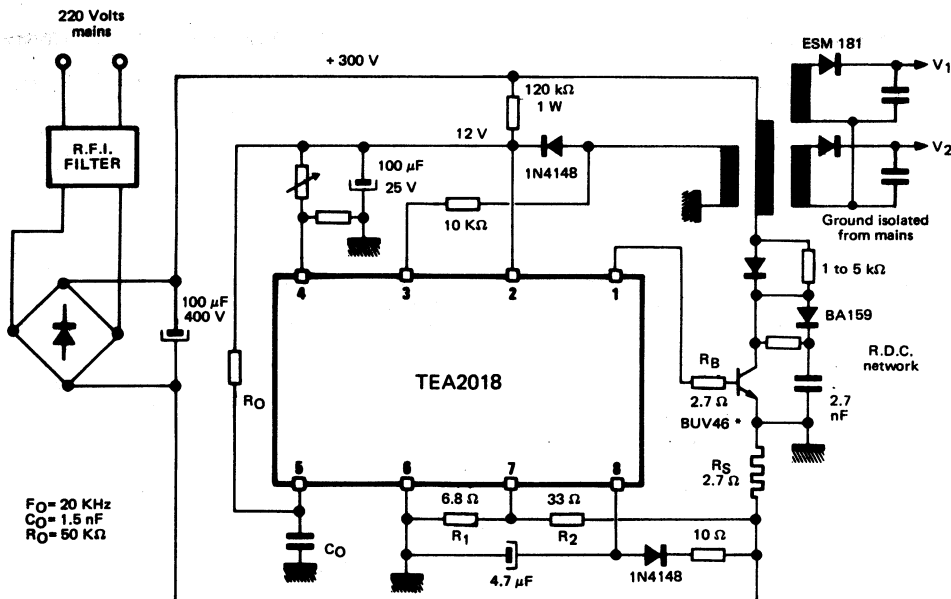 220 Volts
mains
R.F.I.
FILTER
+ 300 V
120 kΩ
1 W
12 V
100 μF
25 V
1N4148
10 KΩ
ESM 181
V1
V2
Ground isolated
from mains
1 to 5 kΩ
BA159
R.D.C.
network
2.7
nF
100 μF
400 V
4
3
2
1
TEA2018
RO
RB
2.7 Ω
BUV46 *
RS
2.7 Ω
5
6
7
8
6.8 Ω
R1
33 Ω
R2
10 Ω
1N4148
4.7 μF
CO
FO= 20 KHz
CO= 1.5 nF
RO= 50 KΩ